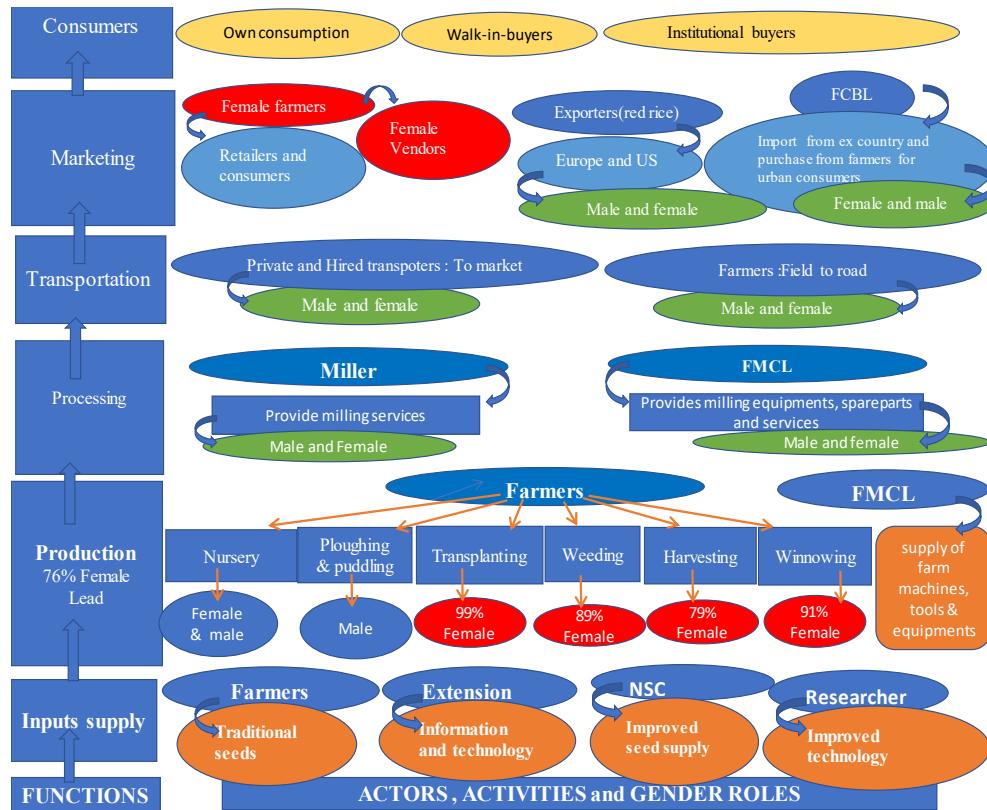 Consumers
Own consumption
Walk-in-buyers
Institutional buyers
Marketing
Female farmers
Retailers and
consumers
Female
Vendors
Exporters(red rice)
Europe and US
Male and female
FCBL
Import from ex country and
purchase from farmers for
urban consumers
Female and male
Transportation
Private and Hired transpoters : To market
Male and female
Farmers :Field to road
Male and female
Processing
Miller
Provide milling services
Male and Female
FMCL
Provides milling equipments, spareparts
and services
Male and female
Production
76% Female
Lead
Farmers
Nursery
Ploughing
& puddling
Transplanting
Weeding
Harvesting
Winnowing
Female
& male
Male
99%
Female
89%
Female
79%
Female
91%
Female
FMCL
supply of
farm
machines,
tools &
equipments
Inputs supply
Farmers
Traditional
seeds
Extension
Information
and technology
NSC
Improved
seed supply
Researcher
Improved
technology
FUNCTIONS
ACTORS , ACTIVITIES and GENDER ROLES